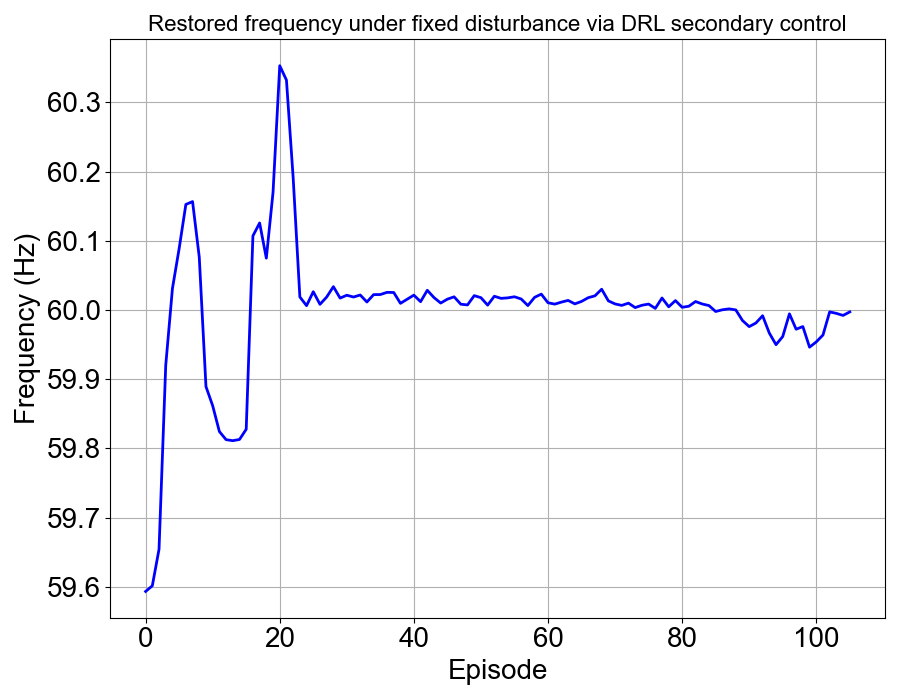 Restored frequency under fixed disturbance via DRL secondary control
60.3
60.2
60.1
60.0
59.9
59.8
59.7
59.6
Frequency (Hz)
0 20 40 60 80 100
Episode